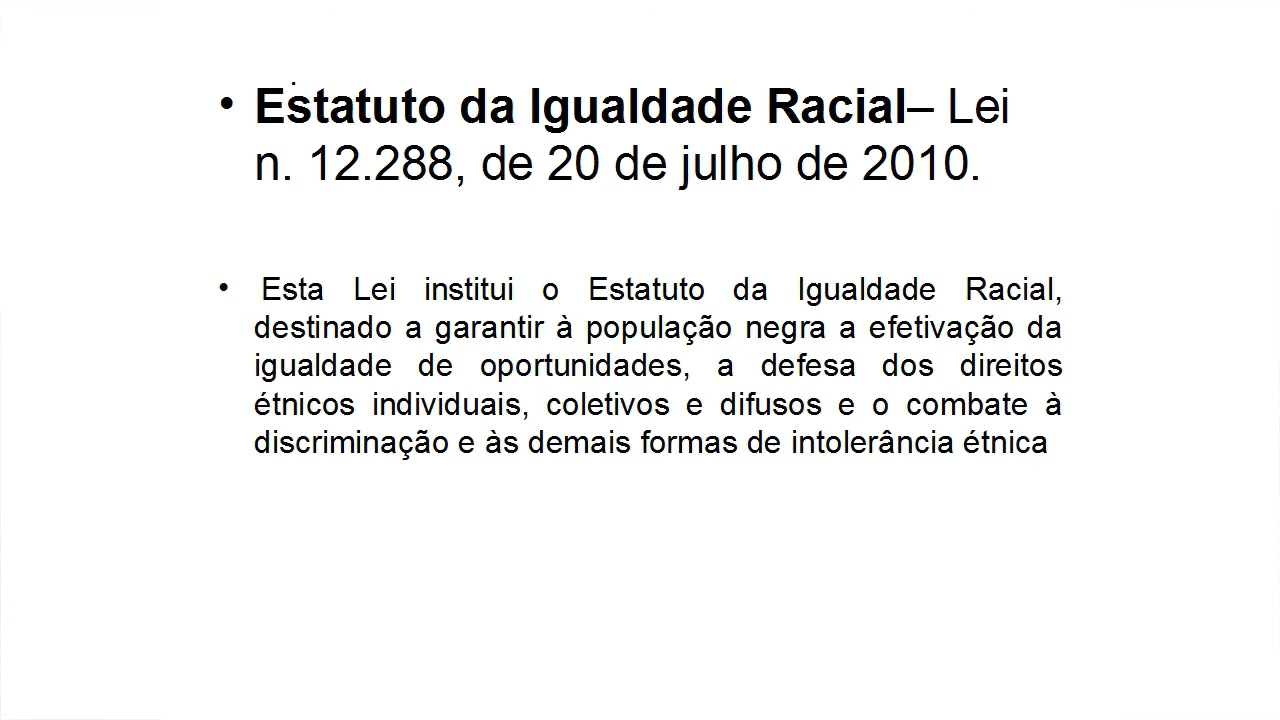 • Estatuto da Igualdade Racial– Lei
n. 12.288, de 20 de julho de 2010.
• Esta Lei institui o Estatuto da Igualdade Racial,
destinado a garantir à população negra a efetivação da
igualdade de oportunidades, a defesa dos direitos
étnicos individuais, coletivos e difusos e o combate à
discriminação e às demais formas de intolerância étnica